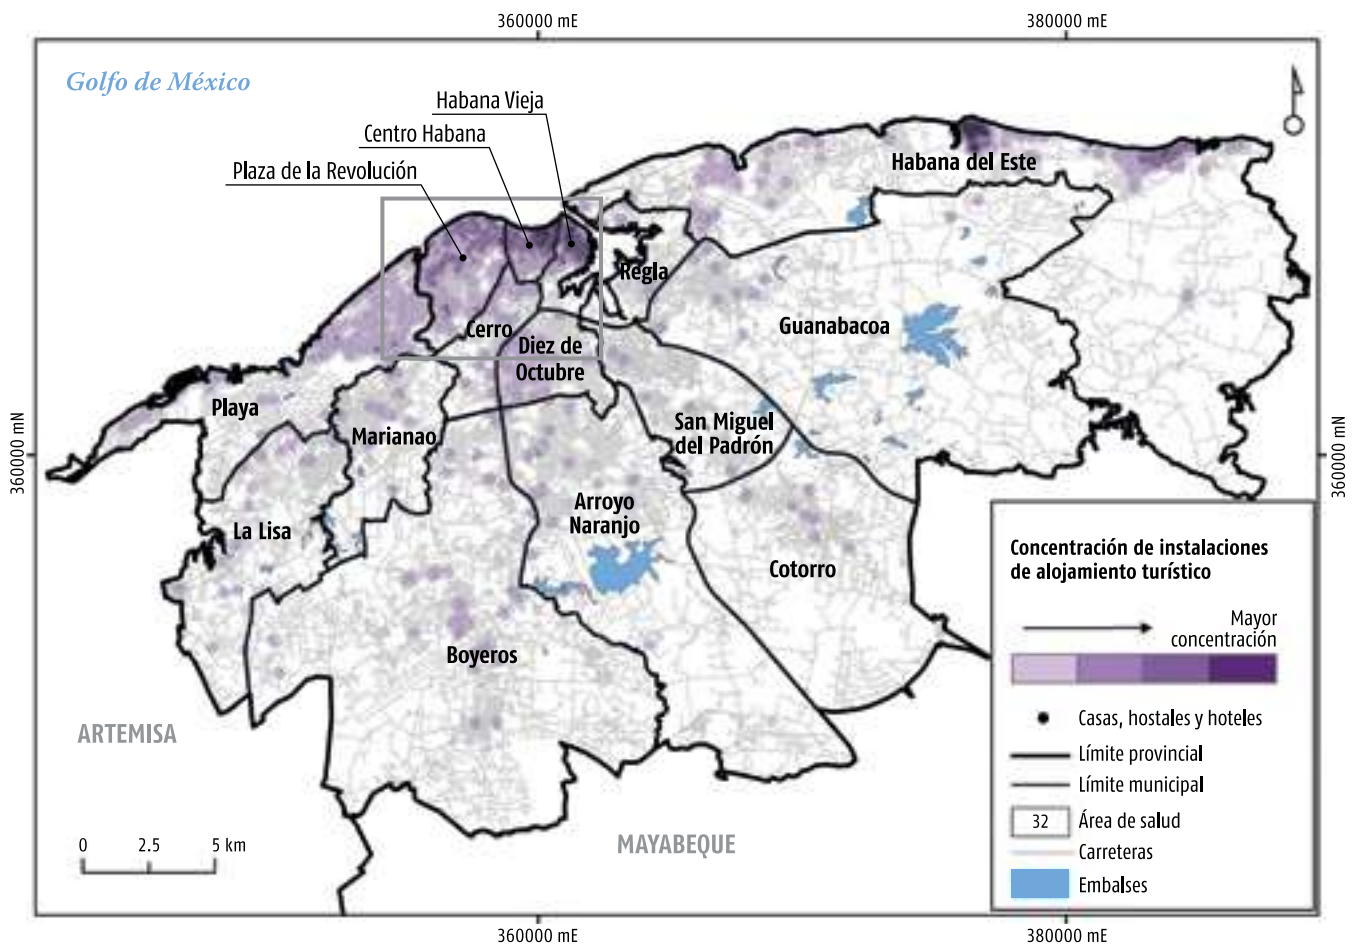 360000 mE
380000 mE
Golfo de México
Habana Vieja
Centro Habana
Plaza de la Revolución
Habana del Este
Regla
Guanabacoa
Cerro
Diez de
Octubre
Playa
Marianao
San Miguel
del Padrón
360000 mN
360000 mN
La Lisa
Arroyo
Naranjo
Cotorro
Boyeros
ARTEMISA
MAYABEQUE
0 2.5 5 km
Concentración de instalaciones
de alojamiento turístico
Mayor
concentración
Casas, hostales y hoteles
Límite provincial
Límite municipal
32 Área de salud
Carreteras
Embalses
360000 mE
380000 mE